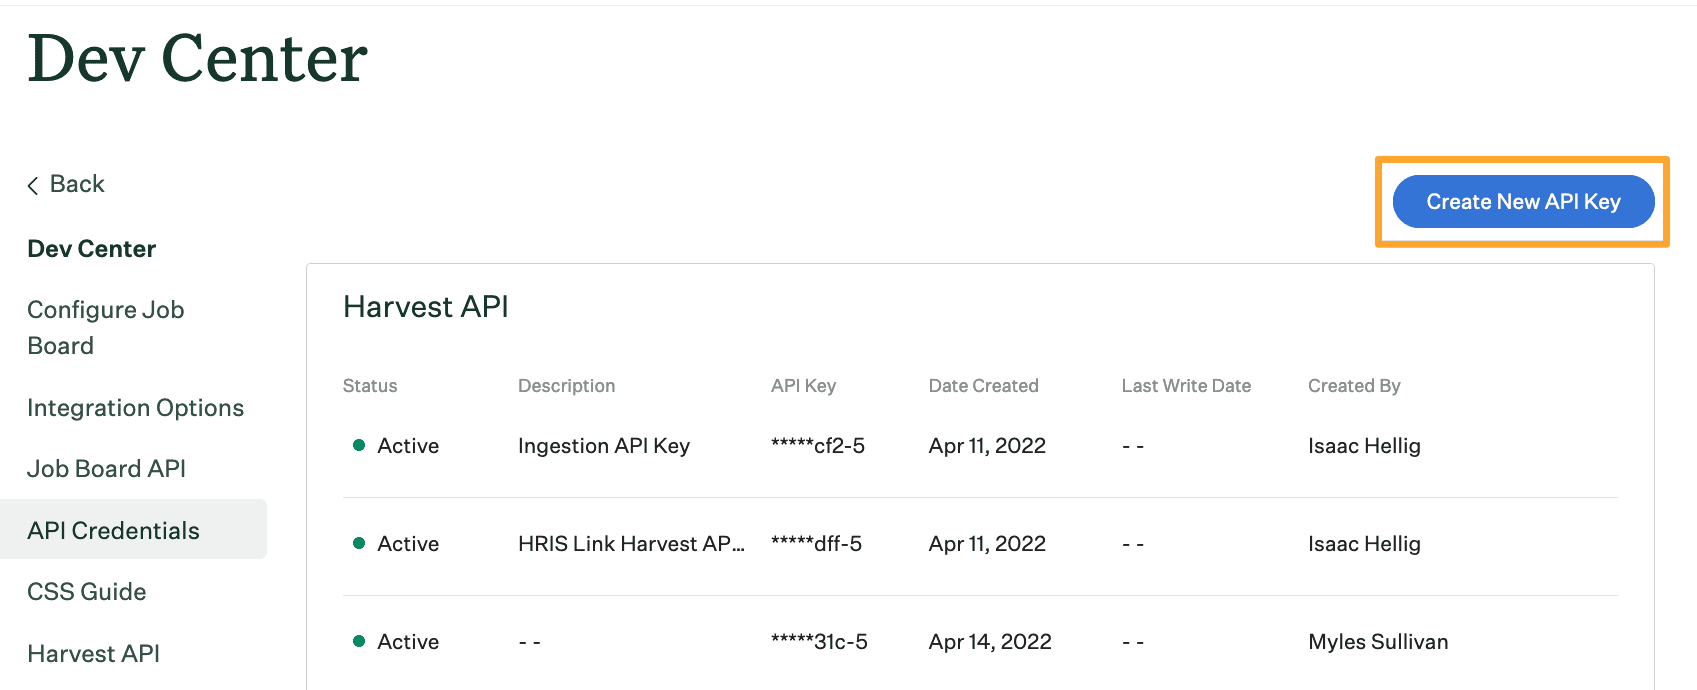 Dev Center
Back
Create New API Key
Dev Center
Configure Job
Board
Integration Options
Job Board API
API Credentials
CSS Guide
Harvest API
Harvest API
Status Description API Key Date Created Last Write Date Created By
Active Ingestion API Key *****cf2-5 Apr 11, 2022 - - Isaac Hellig
Active HRIS Link Harvest AP... *****dff-5 Apr 11, 2022 - - Isaac Hellig
Active - - *****31c-5 Apr 14, 2022 - - Myles Sullivan